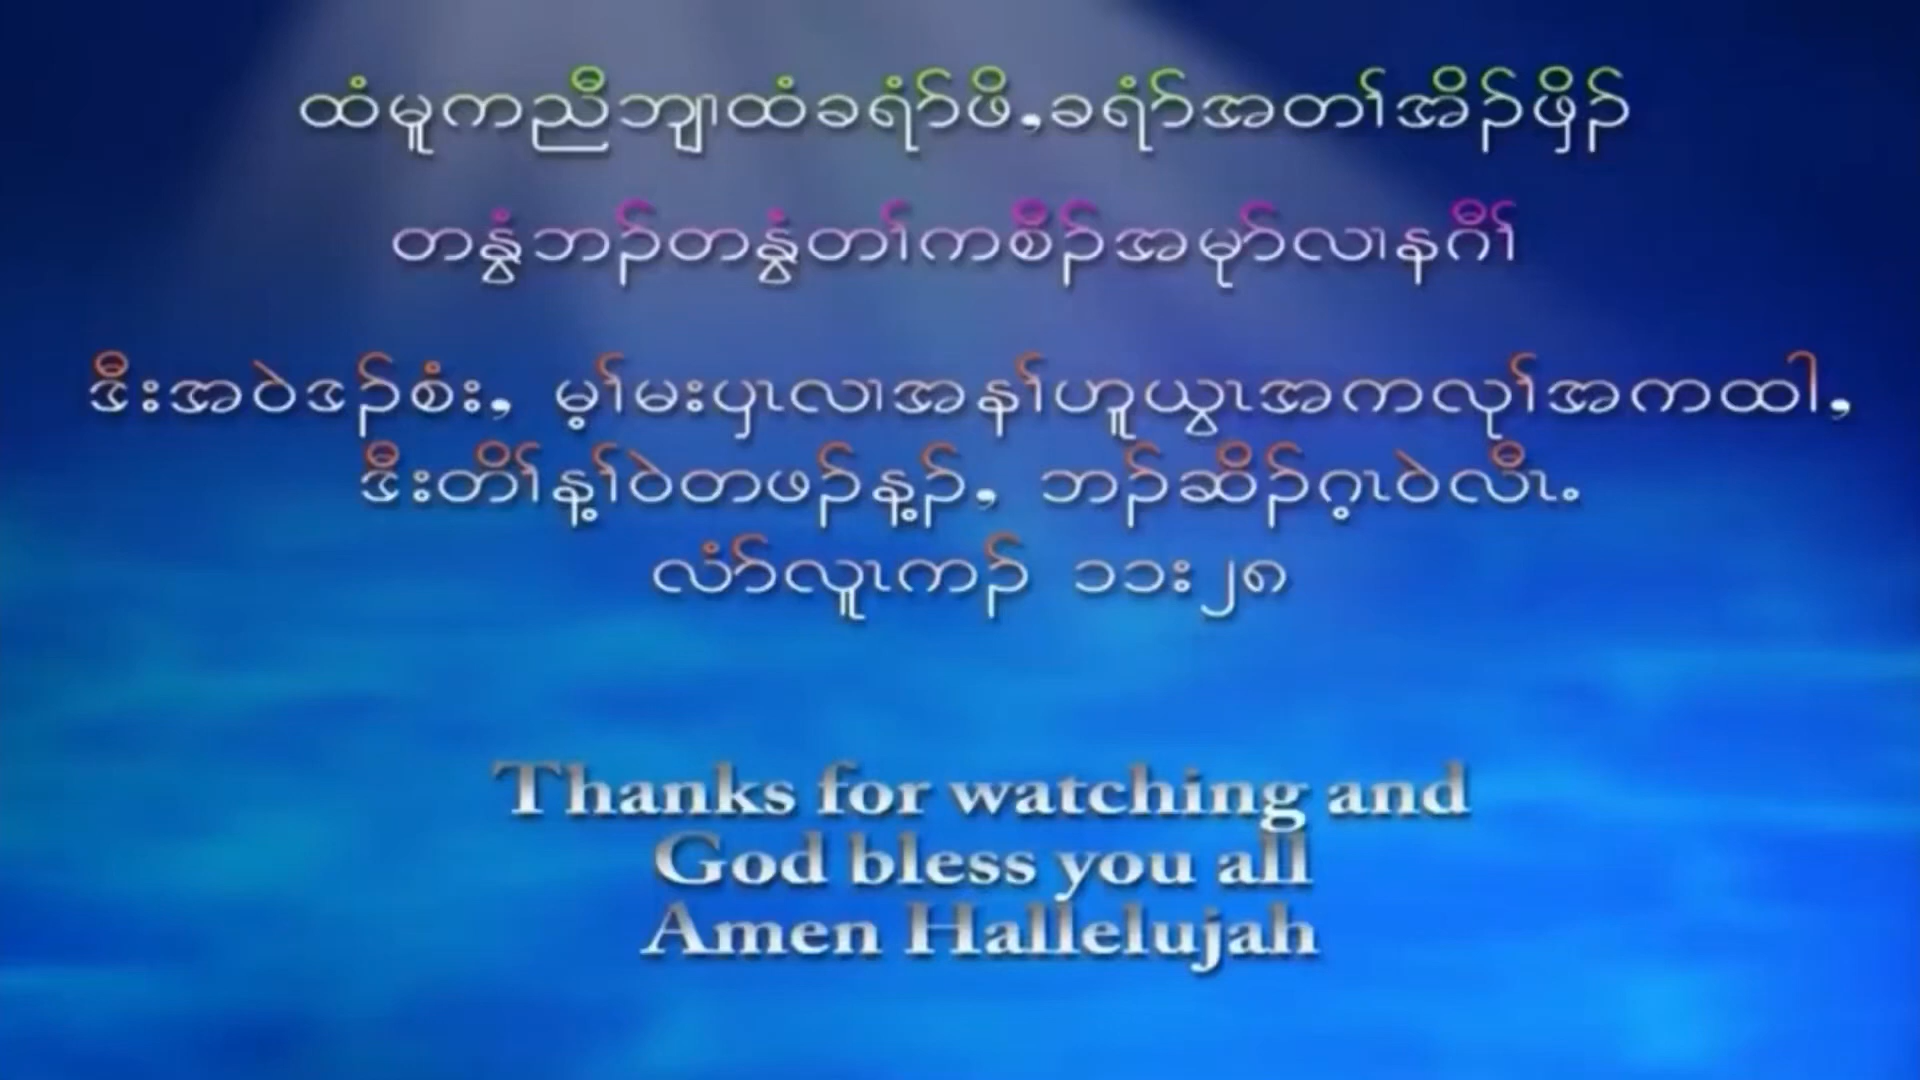 ထံမူကညီဘျၢထံခရံာ်ဖိ,ခရံာ်အတၢ်အိၣ်ဖှိၣ်
တနွံဘၣ်တနွံတၢ်ကစီၣ်အမုာ်လၢနဂီၢ်
ဒီးအဝဲဒၣ်စံး, မ့ၢ်မးပှၤလၢအနၢ်ဟူယွၤအကလုၢ်အကထါ,
ဒီးတိၢ်န့ၢ်ဝဲတဖၣ်န့ၣ်, ဘၣ်ဆိၣ်ဂ့ၤဝဲလီၤ.
လံာ်လူၤကၣ် ၁၁း၂၈
Thanks for watching and
God bless you all
Amen Hallelujah